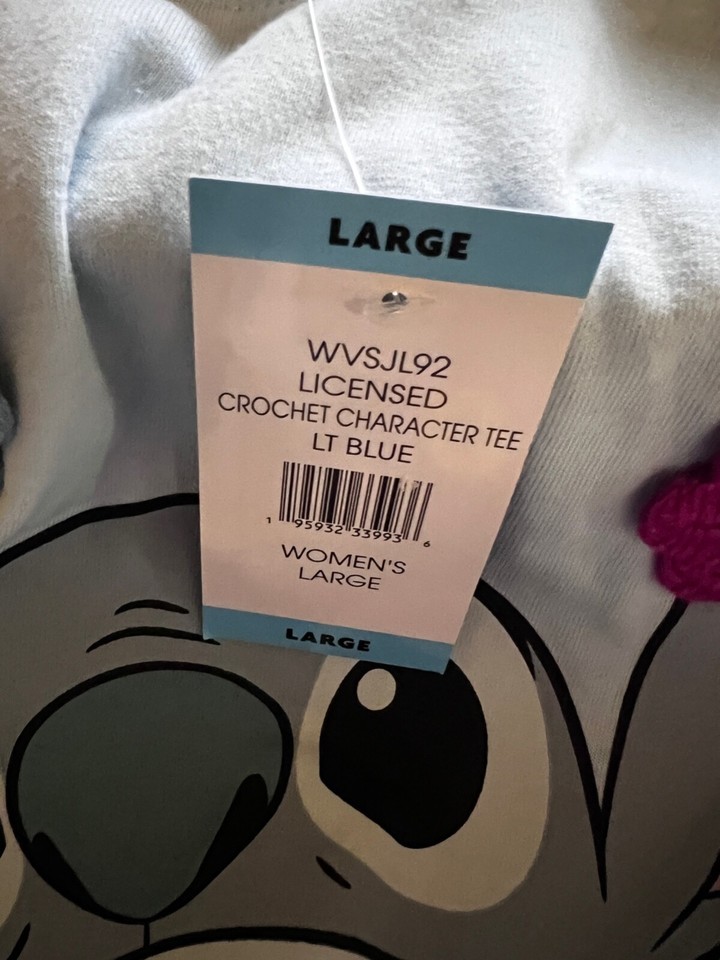 LARGE
WVSJL92
LICENSED
CROCHET CHARACTER TEE
LT BLUE
1 95932 33993 6
WOMEN'S
LARGE
LARGE